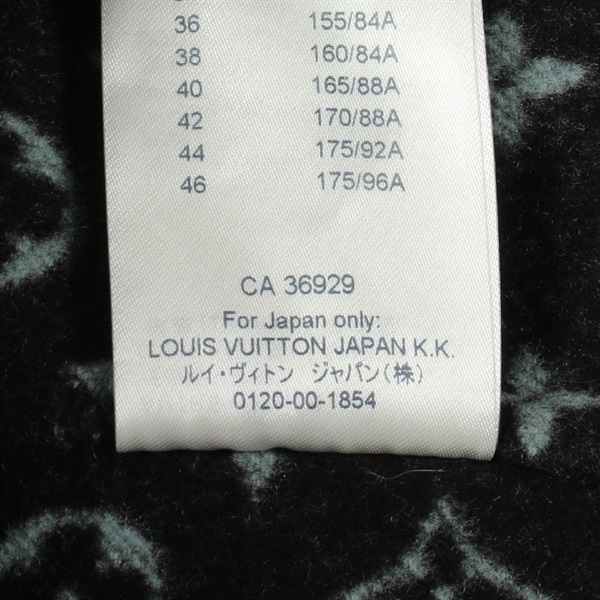 36 155/84A
38 160/84A
40 165/88A
42 170/88A
44 175/92A
46 175/96A
CA 36929
For Japan only:
LOUIS VUITTON JAPAN K.K.
ルイ・ヴィトン ジャパン(株)
0120-00-1854